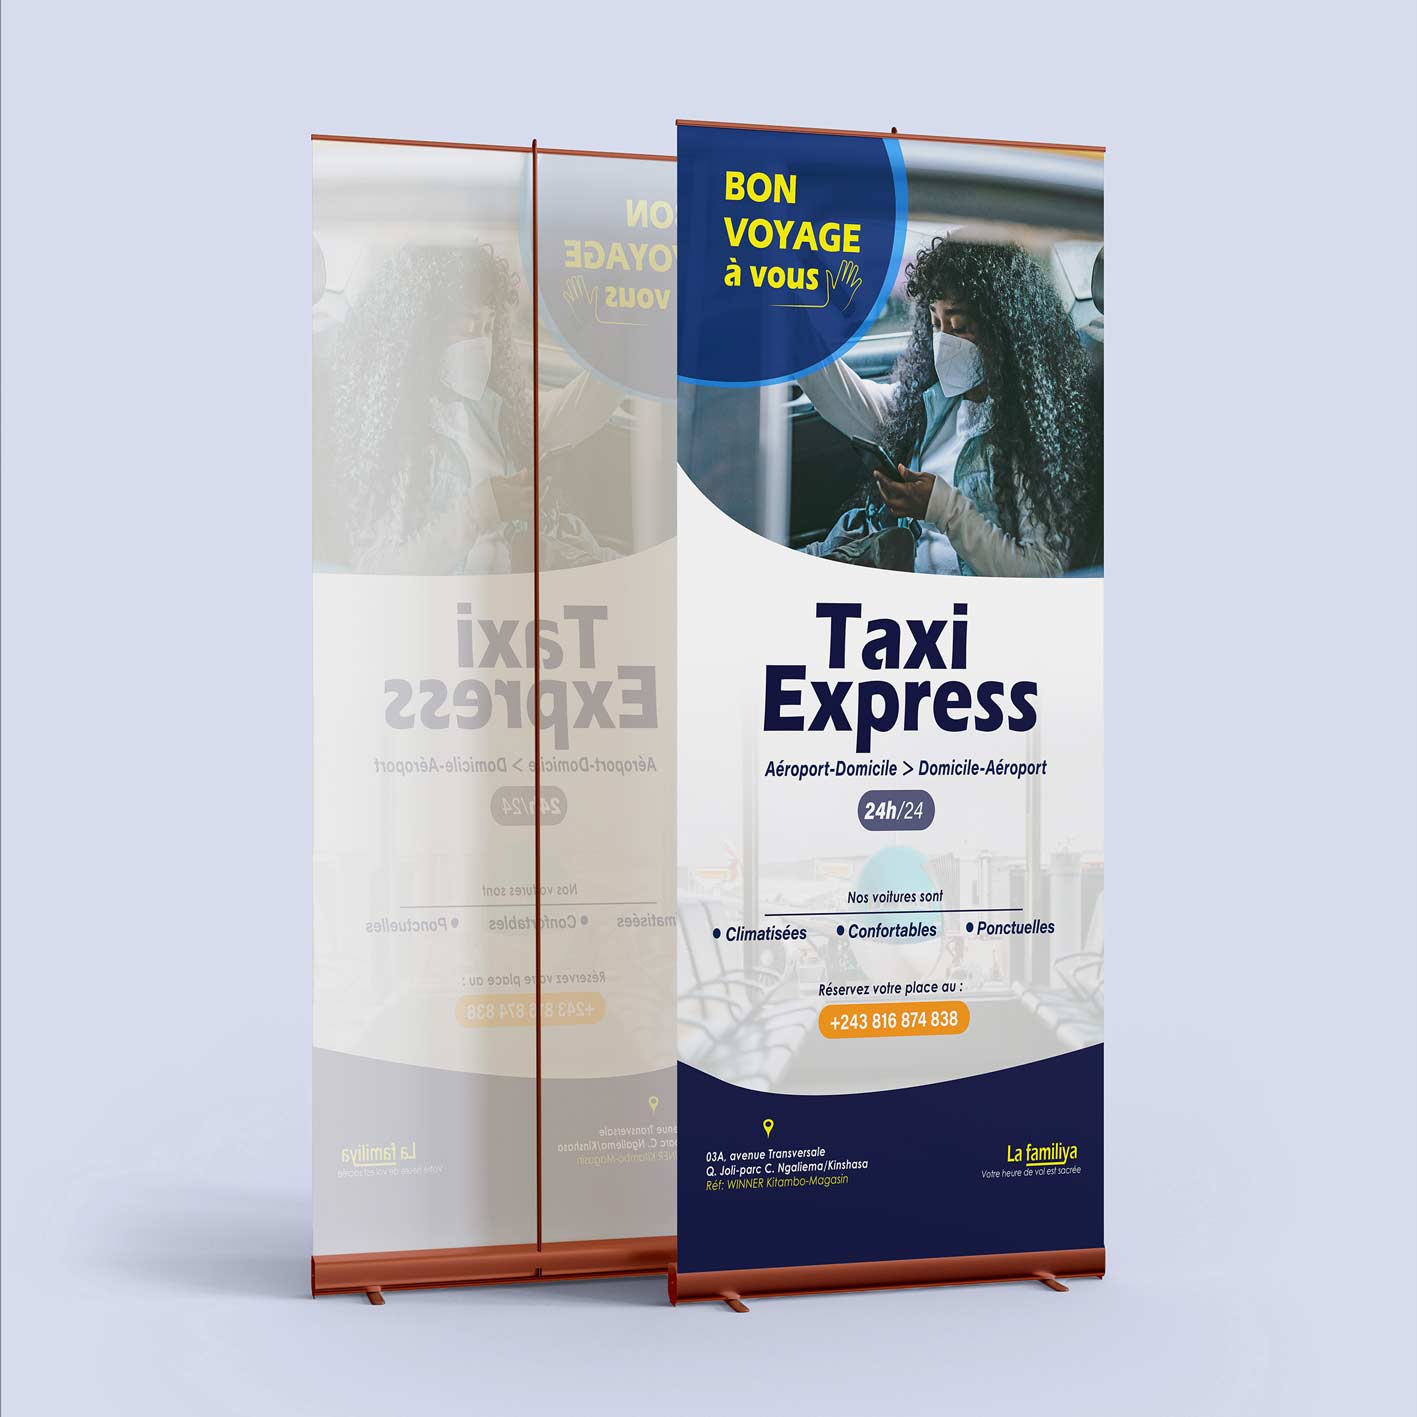 BON
VOYAGE
à vous
Taxi
Express
Aéroport-Domicile > Domicile-Aéroport
24h/24
Nos voitures sont
• Climatisées • Confortables • Ponctuelles
Réservez votre place au :
+243 816 874 838
03A, avenue Transversale
Q. Joli-parc C. Ngaliema/Kinshasa
Réf: WINNER Kitambo-Magasin
La familiya
Votre heure de vol est sacrée